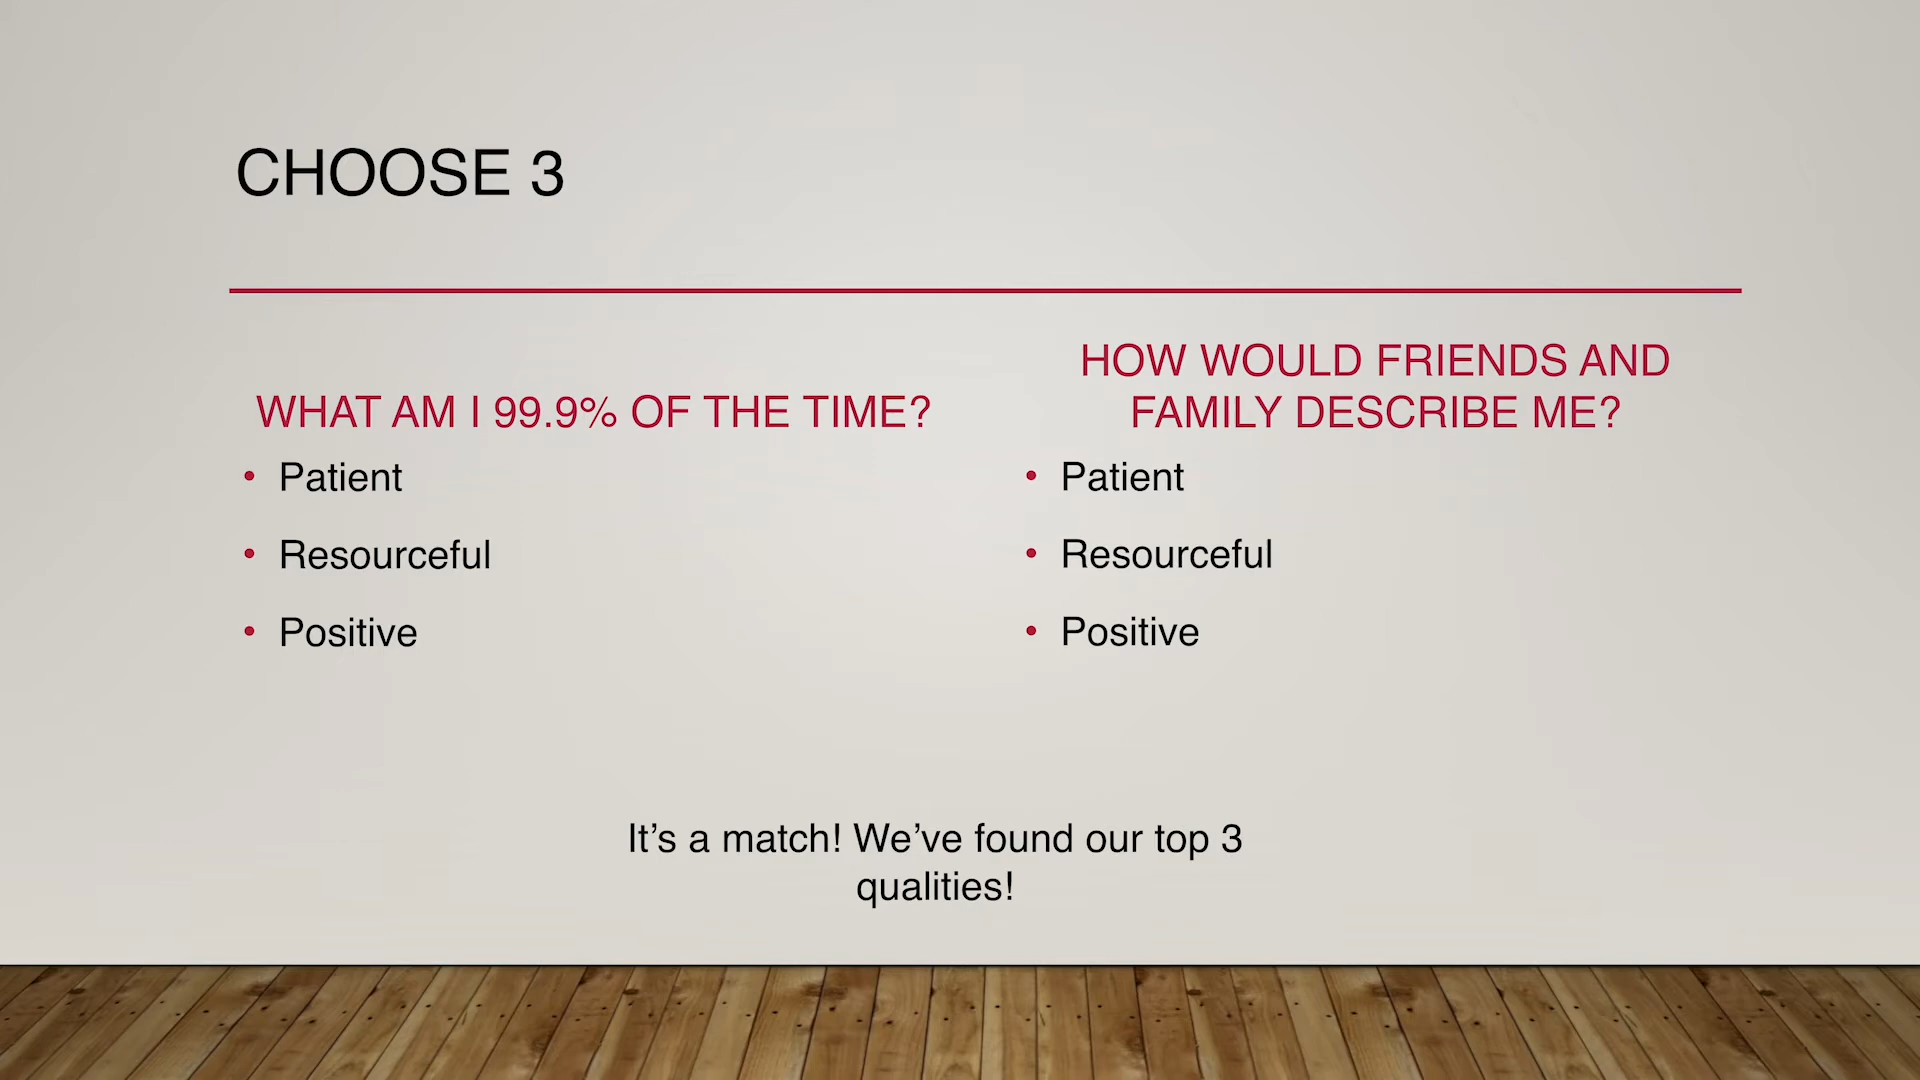 CHOOSE 3
WHAT AM I 99.9% OF THE TIME?
• Patient
• Resourceful
• Positive
HOW WOULD FRIENDS AND
FAMILY DESCRIBE ME?
• Patient
• Resourceful
• Positive
It’s a match! We’ve found our top 3
qualities!